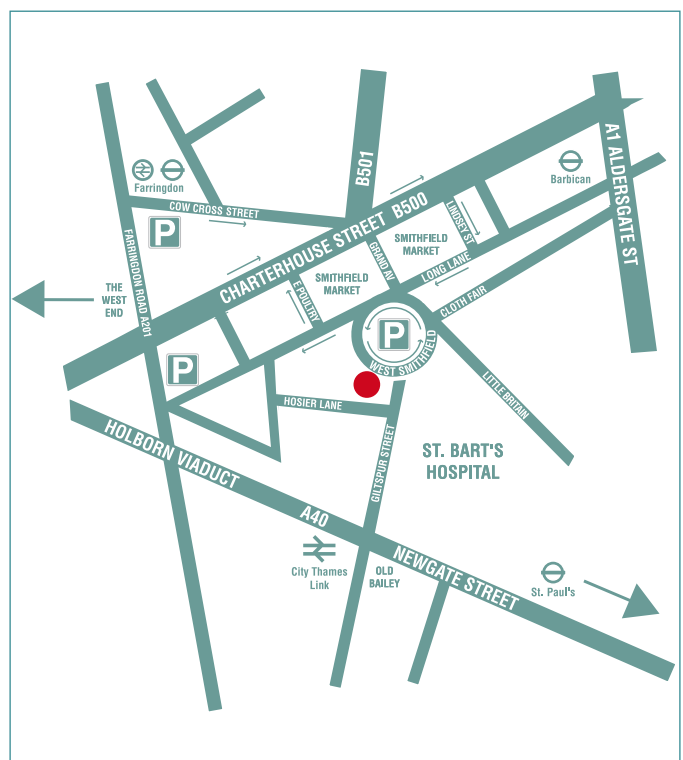 B501
A1 ALDERSGATE ST
Farringdon
Barbican
COW CROSS STREET
P
CHARTERHOUSE STREET B500
LINDSEY ST
SMITHFIELD
MARKET
GRAND AV
LONG LANE
SMITHFIELD
MARKET
E POULTRY
FARRINGDON ROAD A201
THE
WEST
END
CLOTH FAIR
P
WEST SMITHFIELD
P
HOSIER LANE
LITTLE BRITAIN
GILTSPUR STREET
ST. BART'S
HOSPITAL
HOLBORN VIADUCT
A40
NEWGATE STREET
City Thames
Link
OLD
BAILEY
St. Paul's